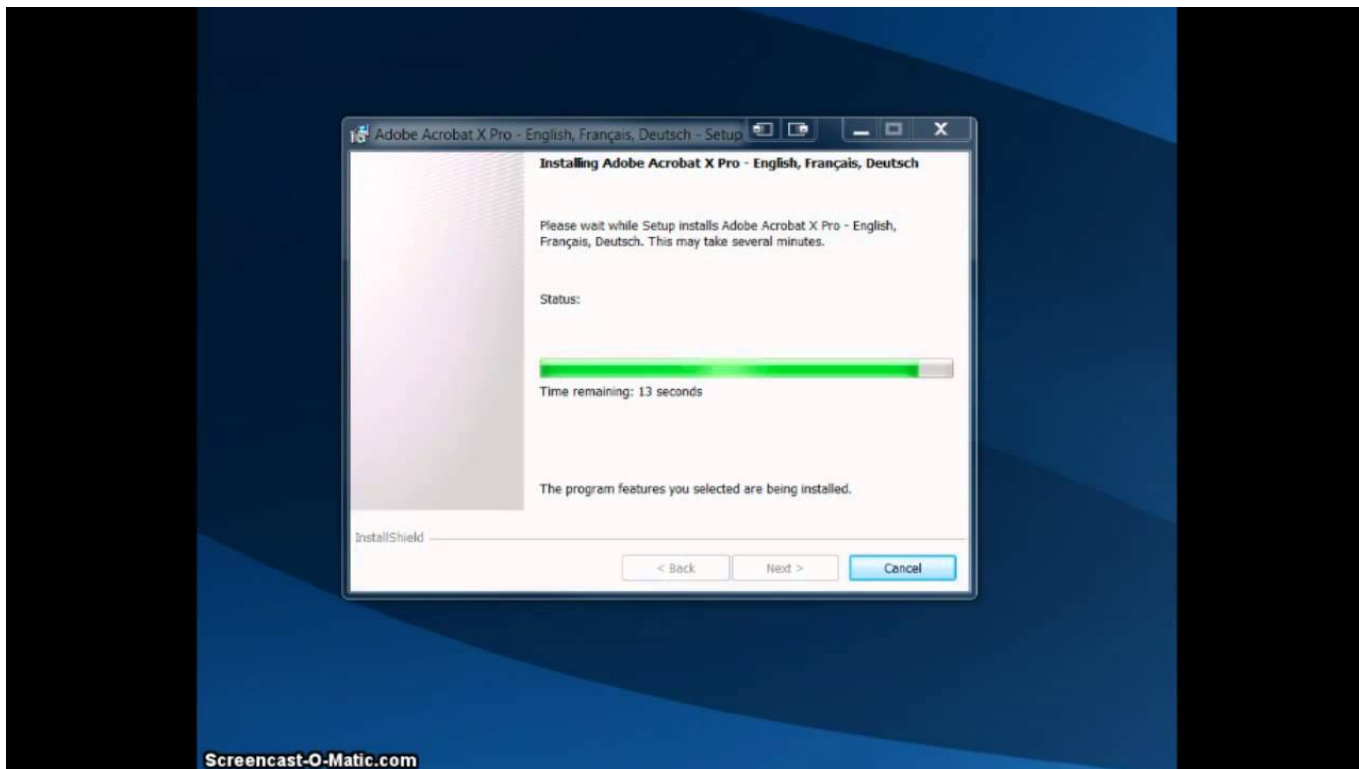 Adobe Acrobat X Pro - English, Français, Deutsch - Setup
Installing Adobe Acrobat X Pro - English, Français, Deutsch
Please wait while Setup installs Adobe Acrobat X Pro - English,
Français, Deutsch. This may take several minutes.
Status:
Time remaining: 13 seconds
The program features you selected are being installed.
InstallShield
< Back Next > Cancel
Screencast-O-Matic.com